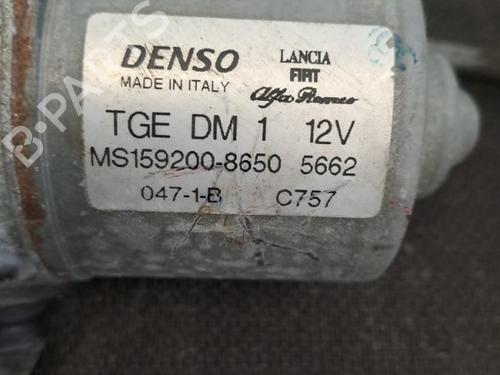 DENSO LANCIA
MADE IN ITALY FIAT
Alfa Romeo
TGE DM 1 12V
MS159200-8650 5662
047-1-B C757
B-PARTS